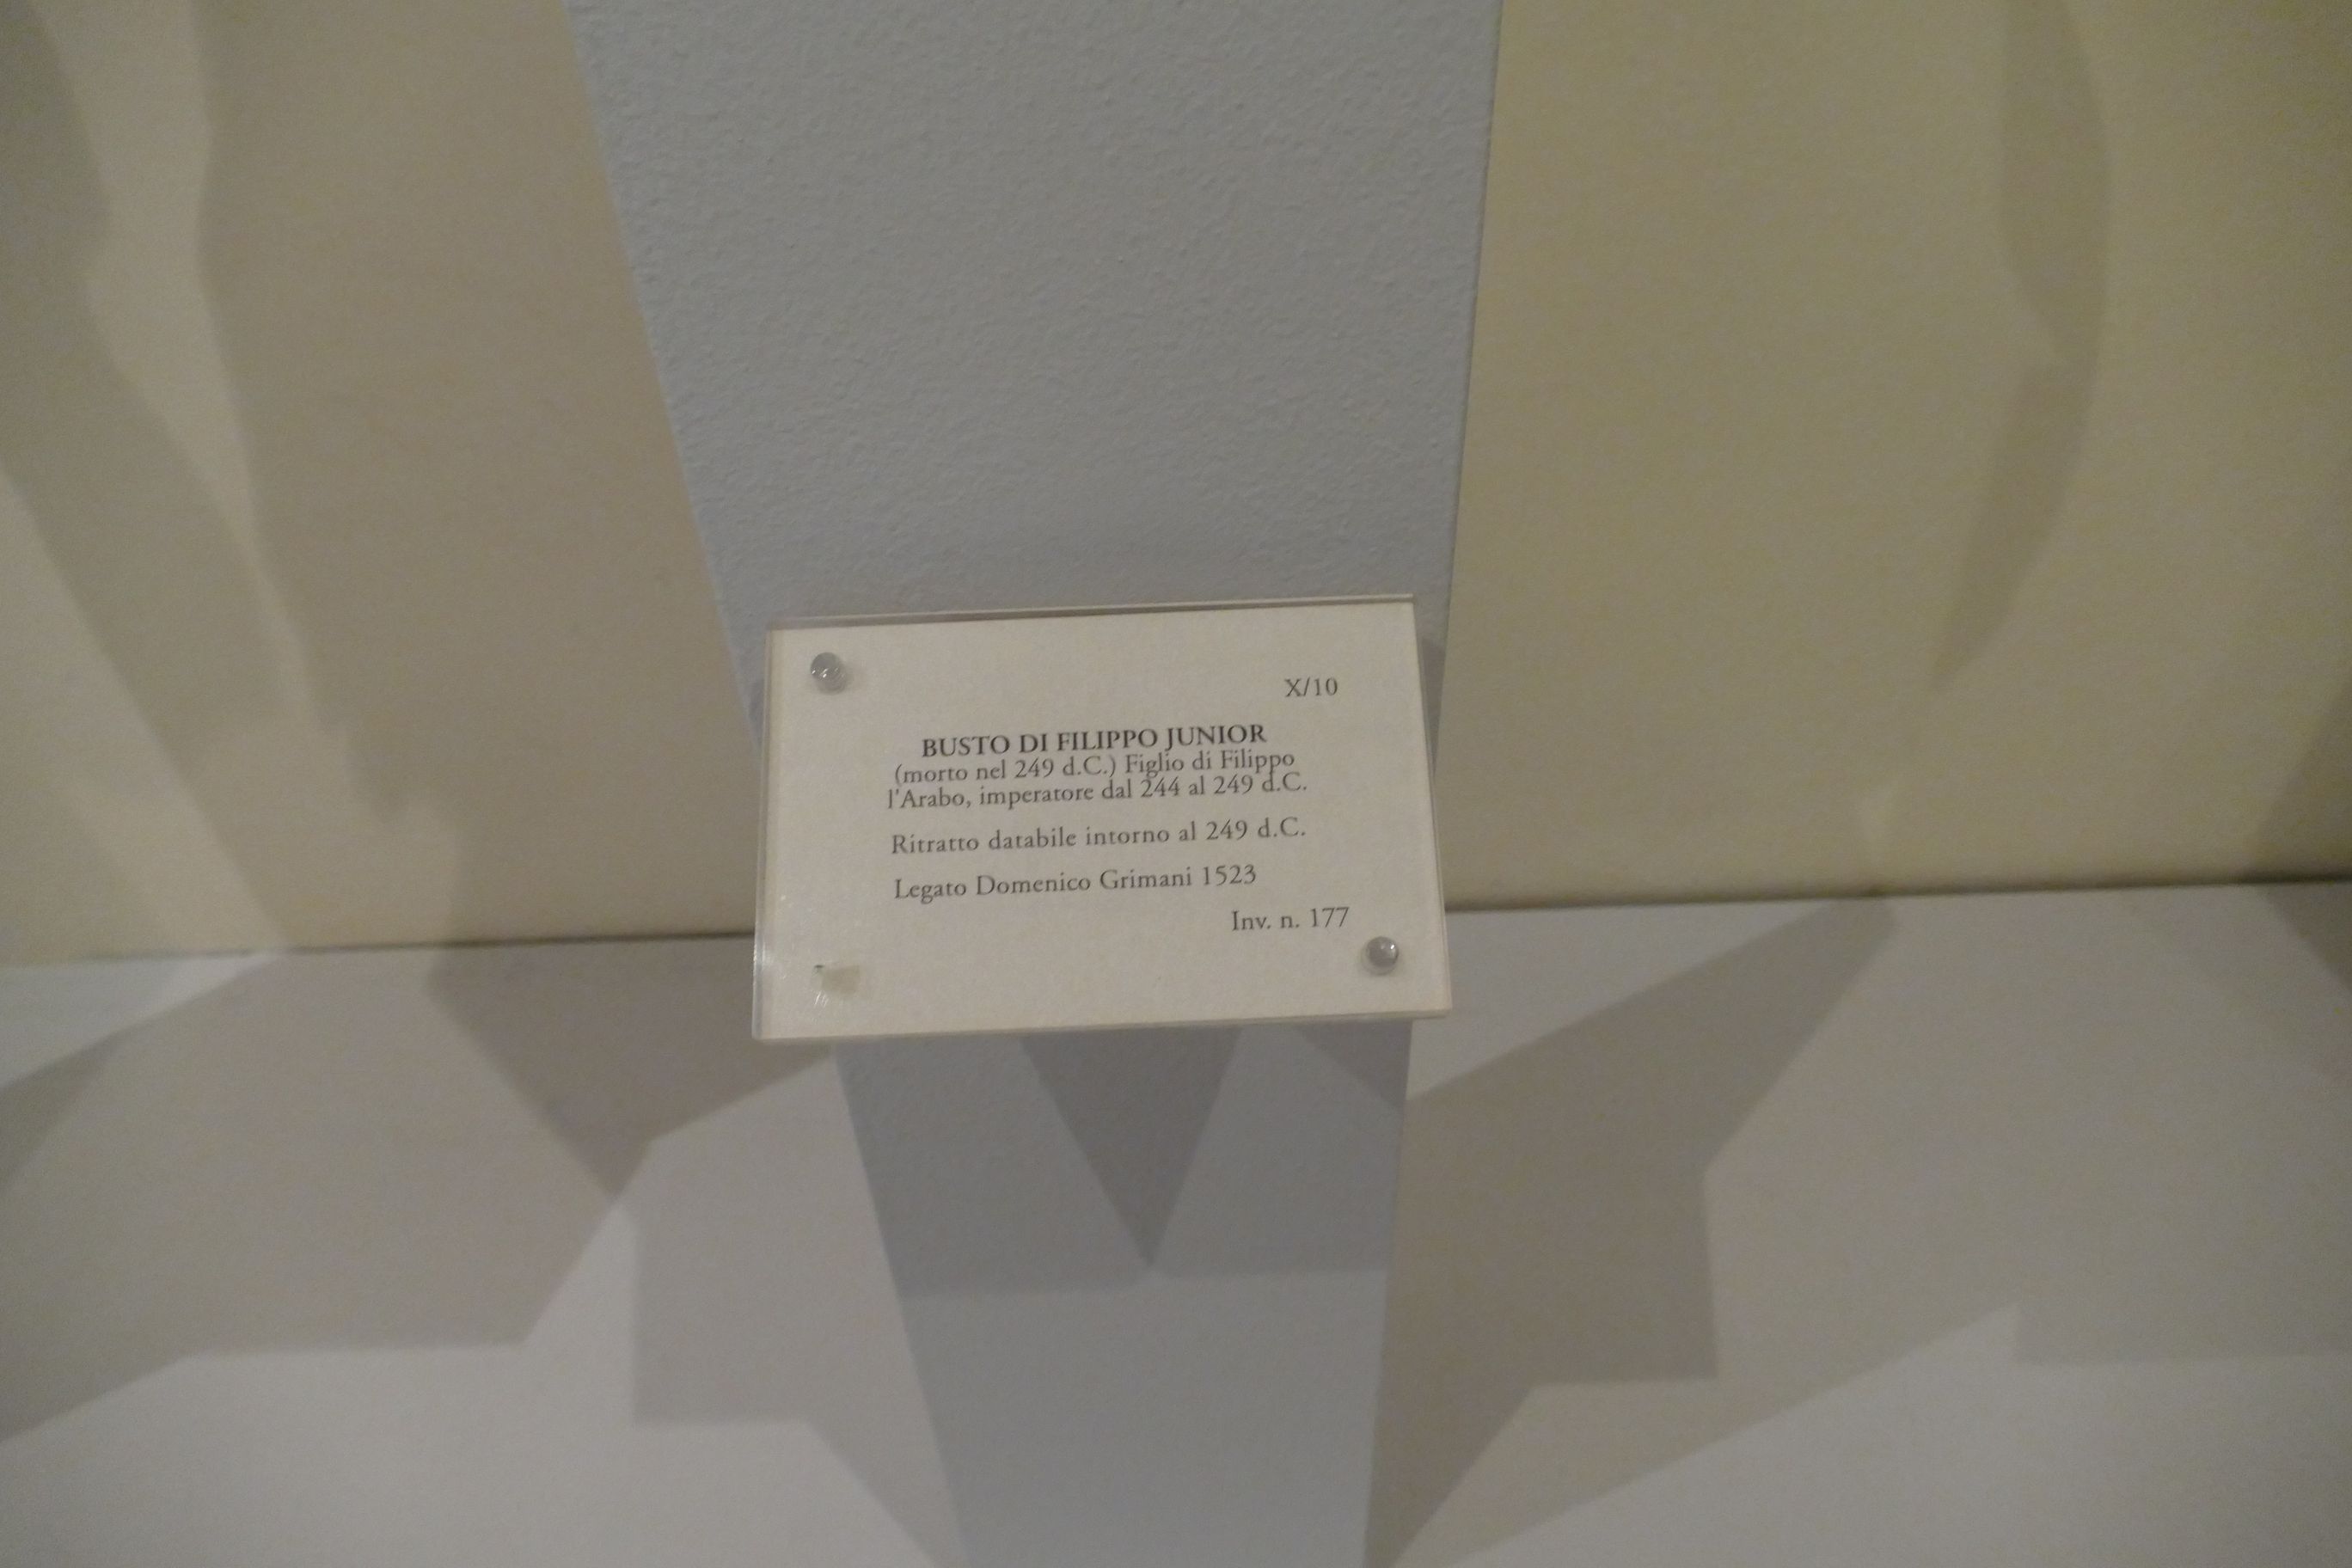 X/10
BUSTO DI FILIPPO JUNIOR
(morto nel 249 d.C.) Figlio di Filippo
l'Arabo, imperatore dal 244 al 249 d.C.
Ritratto databile intorno al 249 d.C.
Legato Domenico Grimani 1523
Inv. n. 177